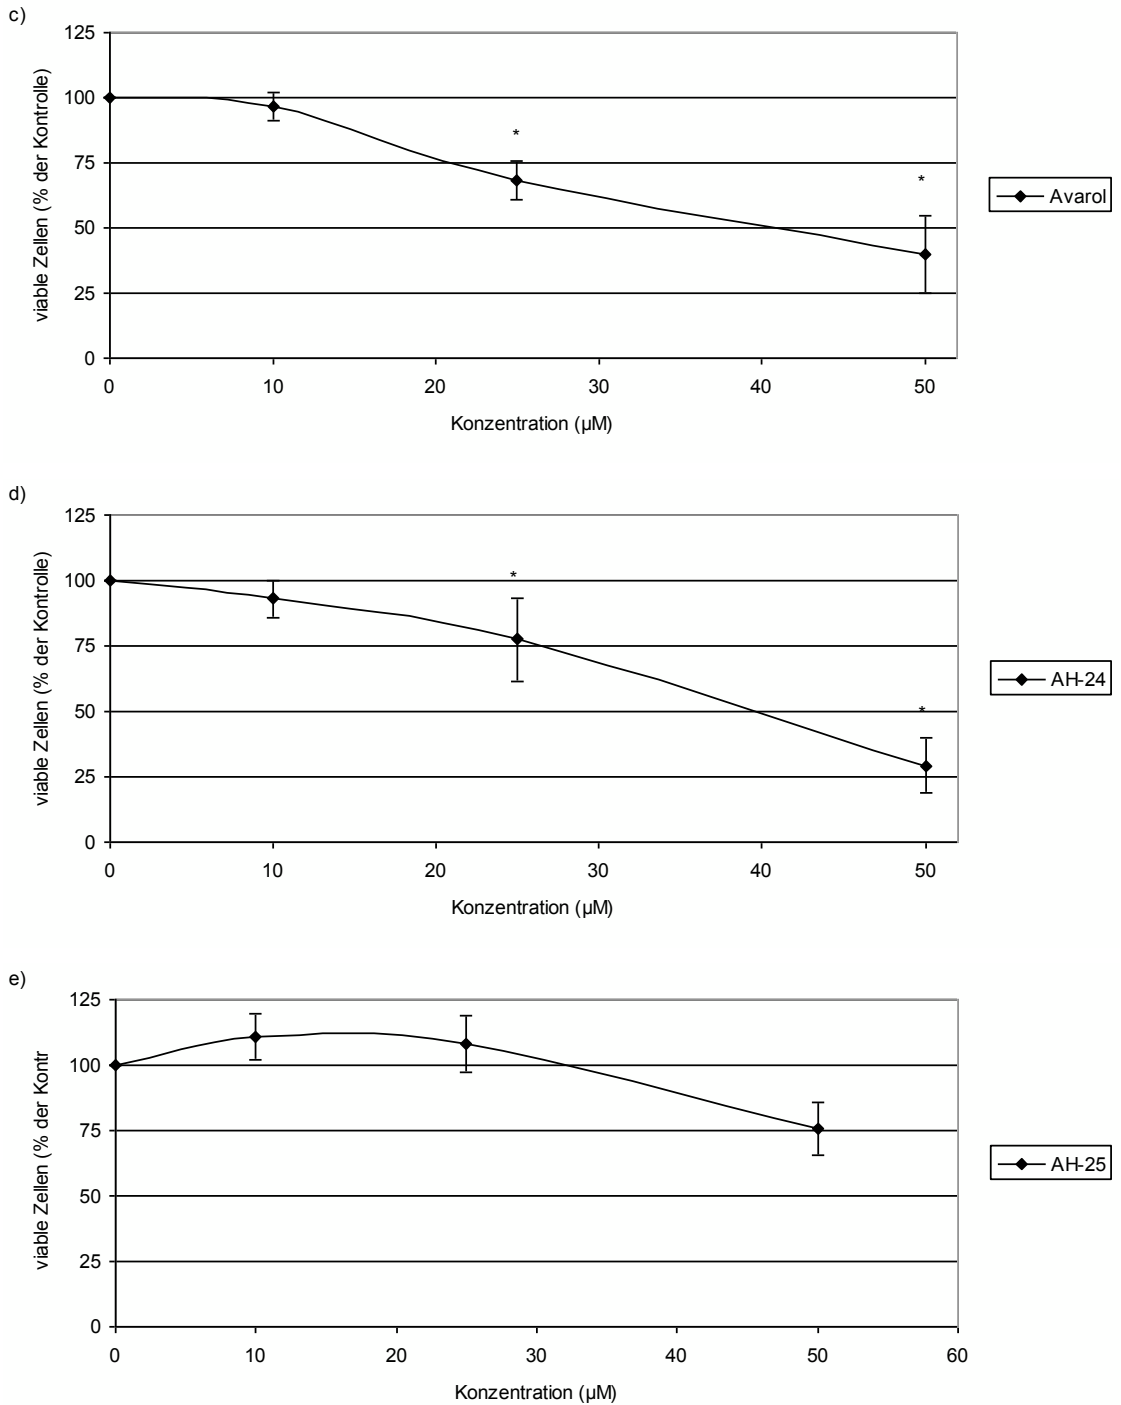 c)
125
100
75
50
25
0
viable Zellen (% der Kontrolle)
*
*
Avarol
0 10 20 30 40 50
Konzentration (µM)
d)
125
100
75
50
25
0
viable Zellen (% der Kontrolle)
*
*
AH-24
0 10 20 30 40 50
Konzentration (µM)
e)
125
100
75
50
25
0
viable Zellen (% der Kontr
AH-25
0 10 20 30 40 50 60
Konzentration (µM)